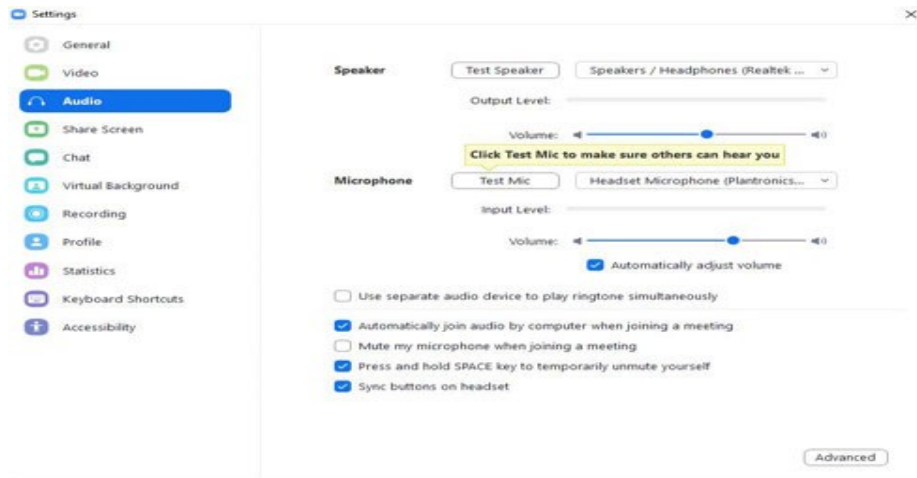 Settings
General
Video
Audio
Share Screen
Chat
Virtual Background
Recording
Profile
Statistics
Keyboard Shortcuts
Accessibility
Speaker Test Speaker Speakers / Headphones (Realtek ...
Output Level:
Volume:
Click Test Mic to make sure others can hear you
Microphone Test Mic Headset Microphone (Plantronics...
Input Level:
Volume:
Automatically adjust volume
Use separate audio device to play ringtone simultaneously
Automatically join audio by computer when joining a meeting
Mute my microphone when joining a meeting
Press and hold SPACE key to temporarily unmute yourself
Sync buttons on headset
Advanced